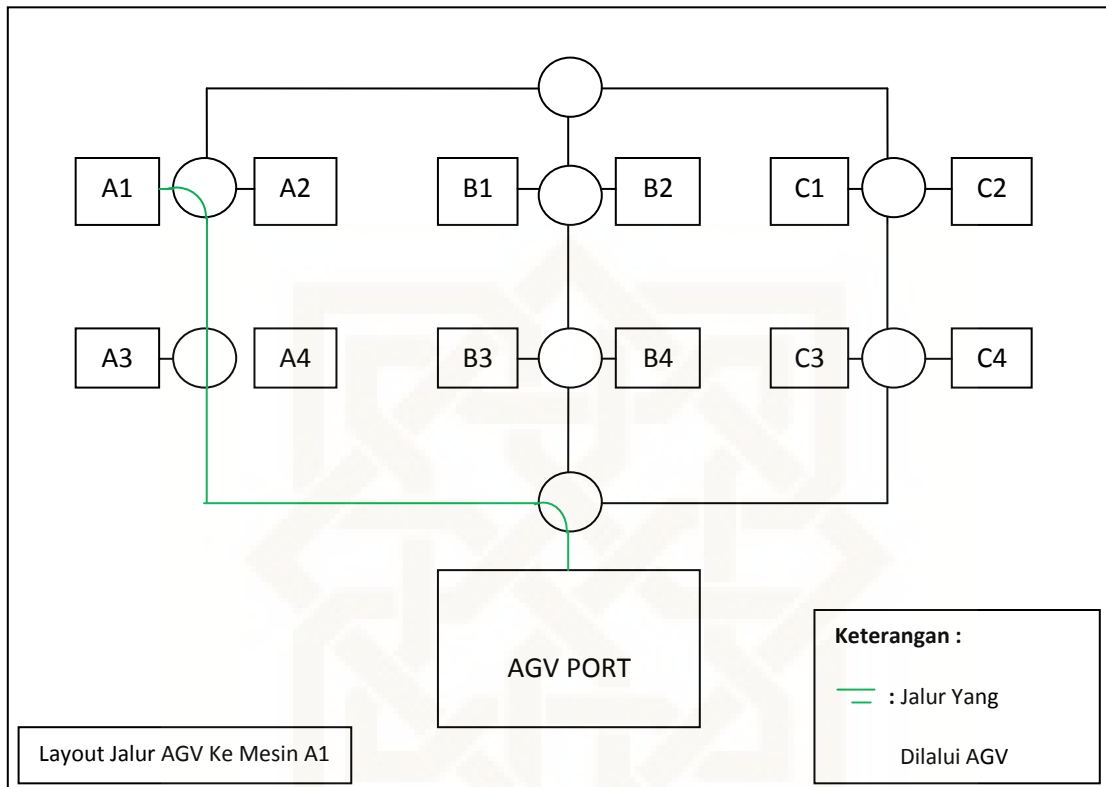 A1
A2
B1
B2
C1
C2
A3
A4
B3
B4
C3
C4
AGV PORT
Keterangan :
: Jalur Yang
Dilalui AGV
Layout Jalur AGV Ke Mesin A1